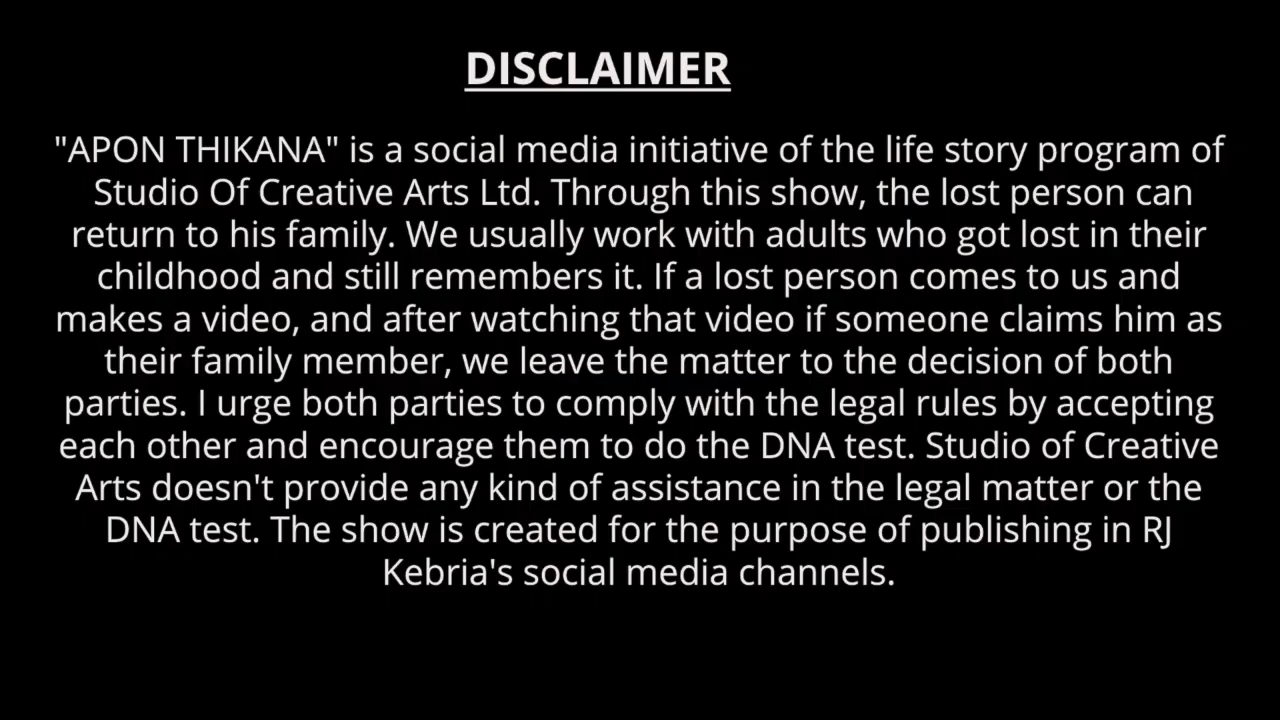 DISCLAIMER
"APON THIKANA" is a social media initiative of the life story program of
Studio Of Creative Arts Ltd. Through this show, the lost person can
return to his family. We usually work with adults who got lost in their
childhood and still remembers it. If a lost person comes to us and
makes a video, and after watching that video if someone claims him as
their family member, we leave the matter to the decision of both
parties. I urge both parties to comply with the legal rules by accepting
each other and encourage them to do the DNA test. Studio of Creative
Arts doesn't provide any kind of assistance in the legal matter or the
DNA test. The show is created for the purpose of publishing in RJ
Kebria's social media channels.